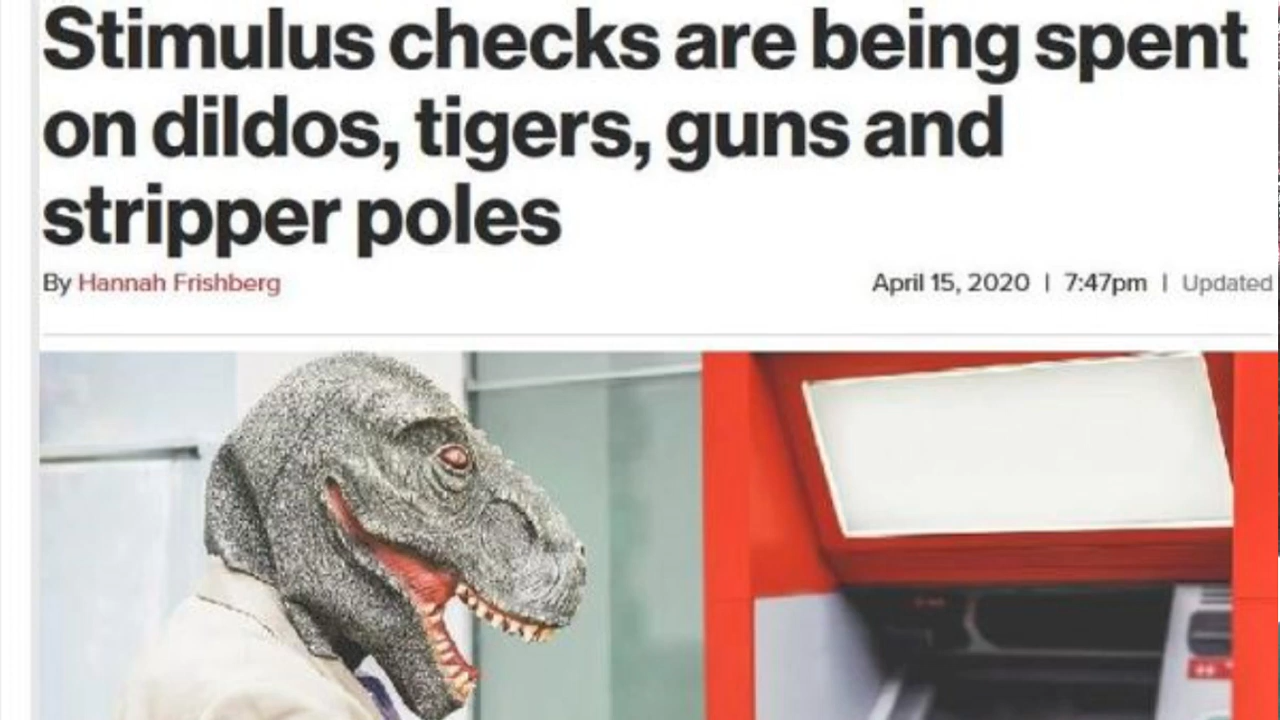 Stimulus checks are being spent
on dildos, tigers, guns and
stripper poles
By Hannah Frishberg
April 15, 2020 | 7:47pm | Updated